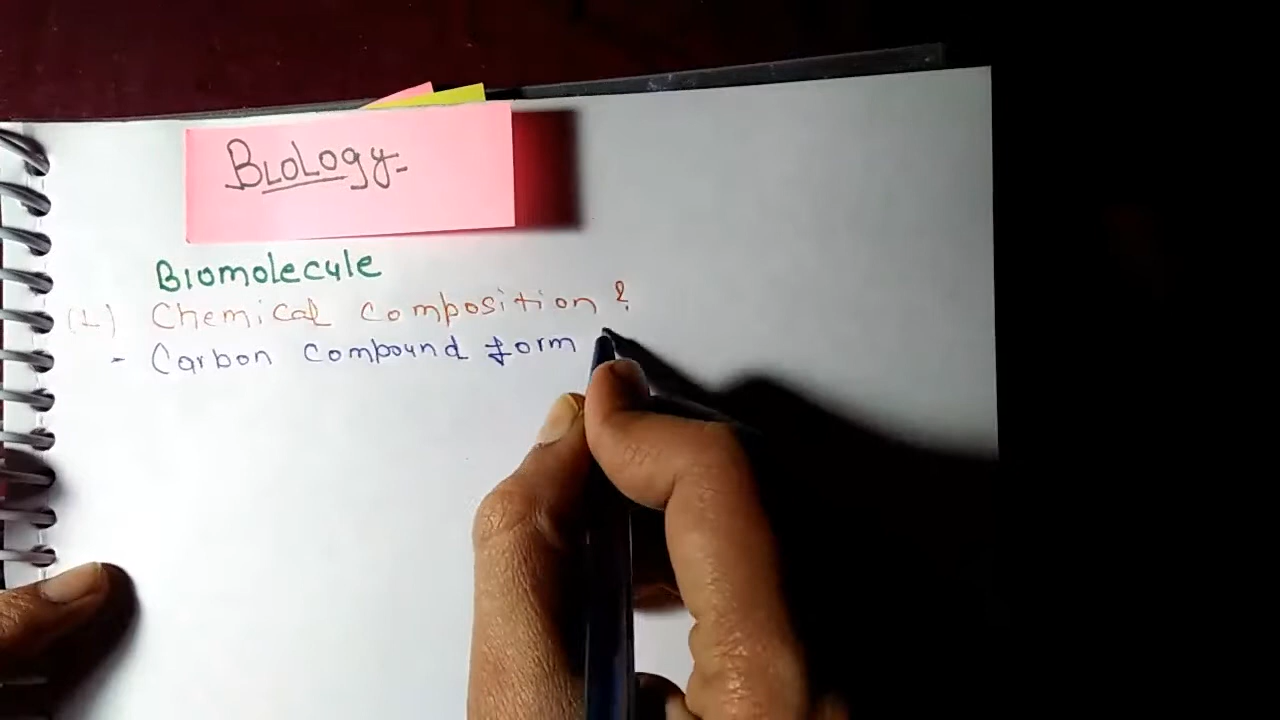 BIOLOGY-
Biomolecule
(1) Chemical Composition ?
- Carbon Compound form